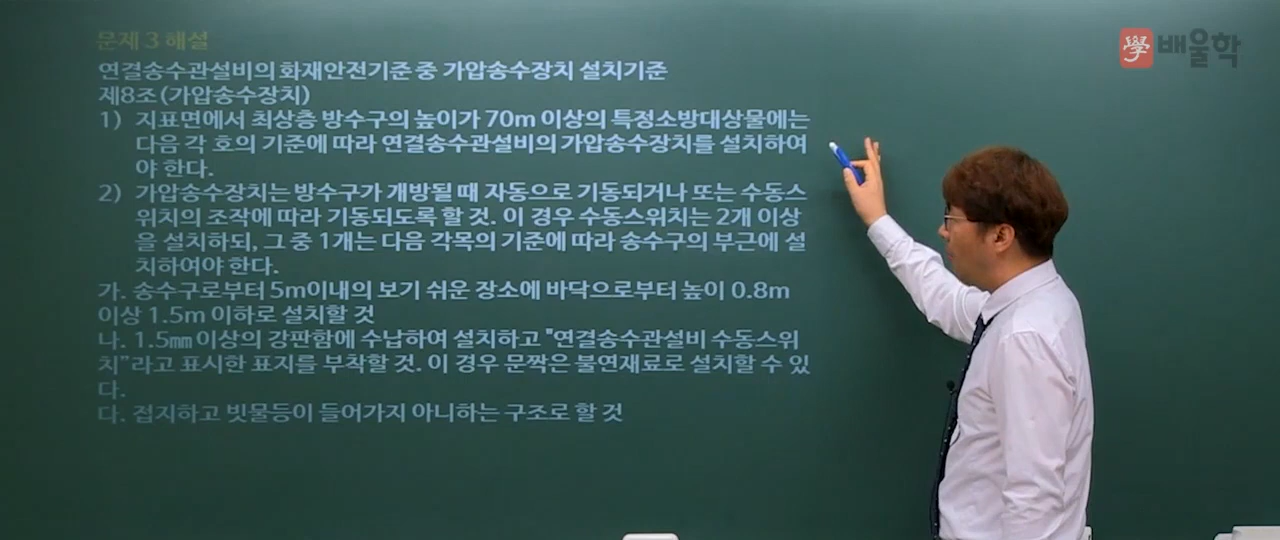 문제 3 해설
學 배울학
연결송수관설비의 화재안전기준 중 가압송수장치 설치기준
제8조(가압송수장치)
1) 지표면에서 최상층 방수구의 높이가 70m 이상의 특정소방대상물에는
다음 각 호의 기준에 따라 연결송수관설비의 가압송수장치를 설치하여
야 한다.
2) 가압송수장치는 방수구가 개방될 때 자동으로 기동되거나 또는 수동스
위치의 조작에 따라 기동되도록 할 것. 이 경우 수동스위치는 2개 이상
을 설치하되, 그 중 1개는 다음 각목의 기준에 따라 송수구의 부근에 설
치하여야 한다.
가. 송수구로부터 5m이내의 보기 쉬운 장소에 바닥으로부터 높이 0.8m
이상 1.5m 이하로 설치할 것
나. 1.5㎜ 이상의 강판함에 수납하여 설치하고 "연결송수관설비 수동스위
치"라고 표시한 표지를 부착할 것. 이 경우 문짝은 불연재료로 설치할 수 있
다.
다. 접지하고 빗물등이 들어가지 아니하는 구조로 할 것